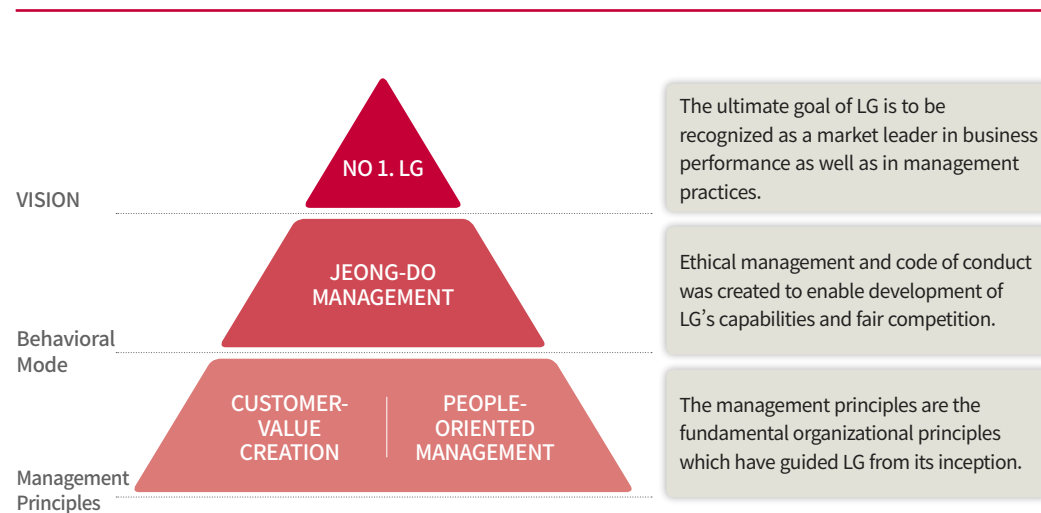 NO 1. LG
VISION
The ultimate goal of LG is to be
recognized as a market leader in business
performance as well as in management
practices.
JEONG-DO
MANAGEMENT
Behavioral
Mode
Ethical management and code of conduct
was created to enable development of
LG’s capabilities and fair competition.
CUSTOMER-
VALUE
CREATION
PEOPLE-
ORIENTED
MANAGEMENT
Management
Principles
The management principles are the
fundamental organizational principles
which have guided LG from its inception.